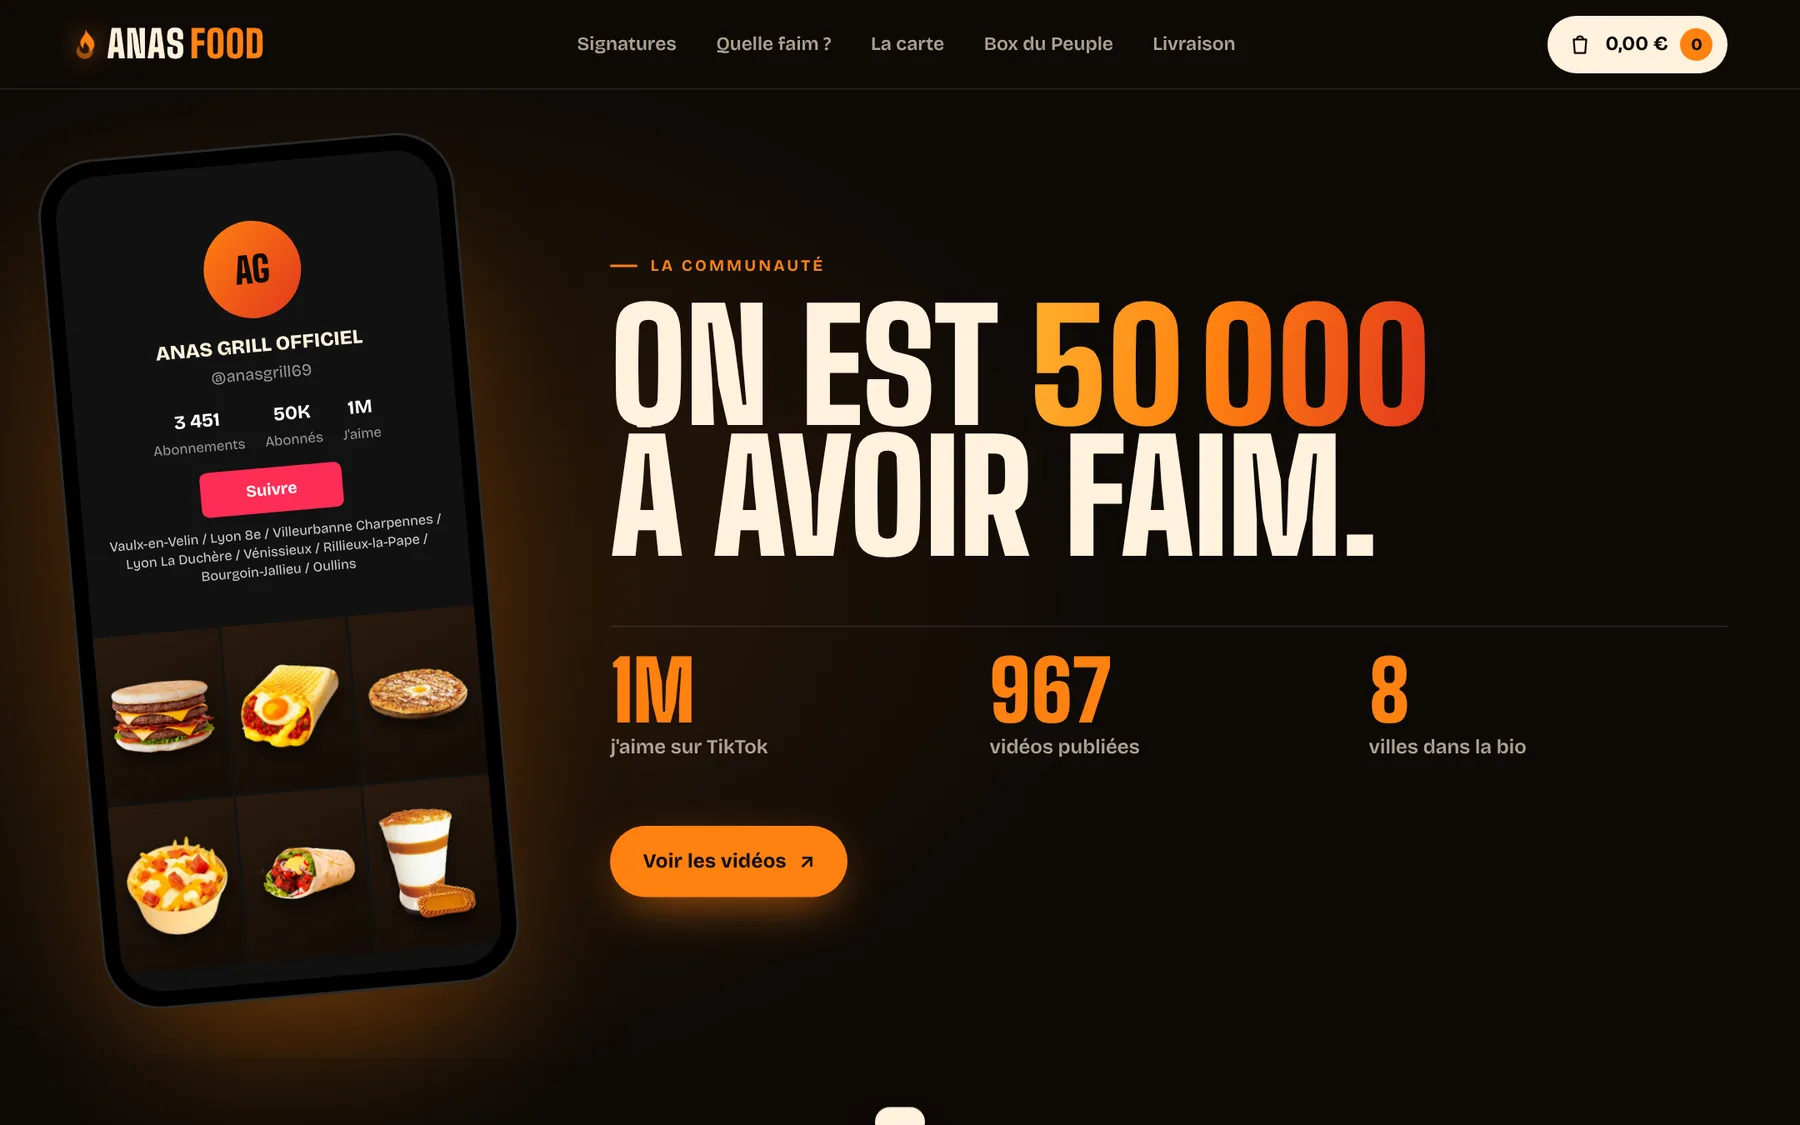 ANAS FOOD
Signatures
Quelle faim ?
La carte
Box du Peuple
Livraison
0,00 €
0
AG
ANAS GRILL OFFICIEL
@anasgrill69
3 451
Abonnements
50K
Abonnés
1M
J'aime
Suivre
Vaulx-en-Velin / Lyon 8e / Villeurbanne Charpennes /
Lyon La Duchère / Vénissieux / Rillieux-la-Pape /
Bourgoin-Jallieu / Oullins
LA COMMUNAUTÉ
ON EST 50 000
À AVOIR FAIM.
1M
j'aime sur TikTok
967
vidéos publiées
8
villes dans la bio
Voir les vidéos